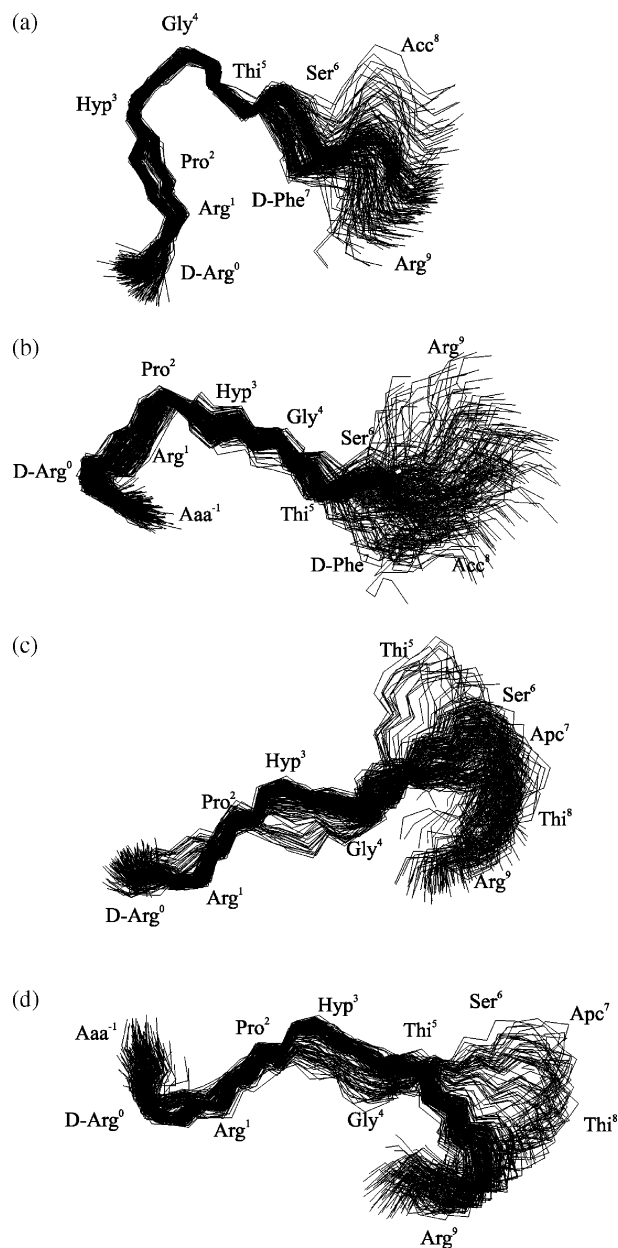 (a)
Gly⁴
Acc⁸
Thi⁵
Ser⁶
Hyp³
Pro²
D-Phe⁷
Arg¹
D-Arg⁰
Arg⁹
(b)
Arg⁹
Pro²
Hyp³
Gly⁴
Ser⁶
D-Arg⁰
Arg¹
Aaa⁻¹
Thi⁵
D-Phe⁷
Acc⁸
(c)
Thi⁵
Ser⁶
Apc⁷
Hyp³
Pro²
Thi⁸
Gly⁴
Arg⁹
Arg¹
D-Arg⁰
(d)
Ser⁶
Hyp³
Apc⁷
Aaa⁻¹
Pro²
Thi⁵
D-Arg⁰
Arg¹
Gly⁴
Thi⁸
Arg⁹